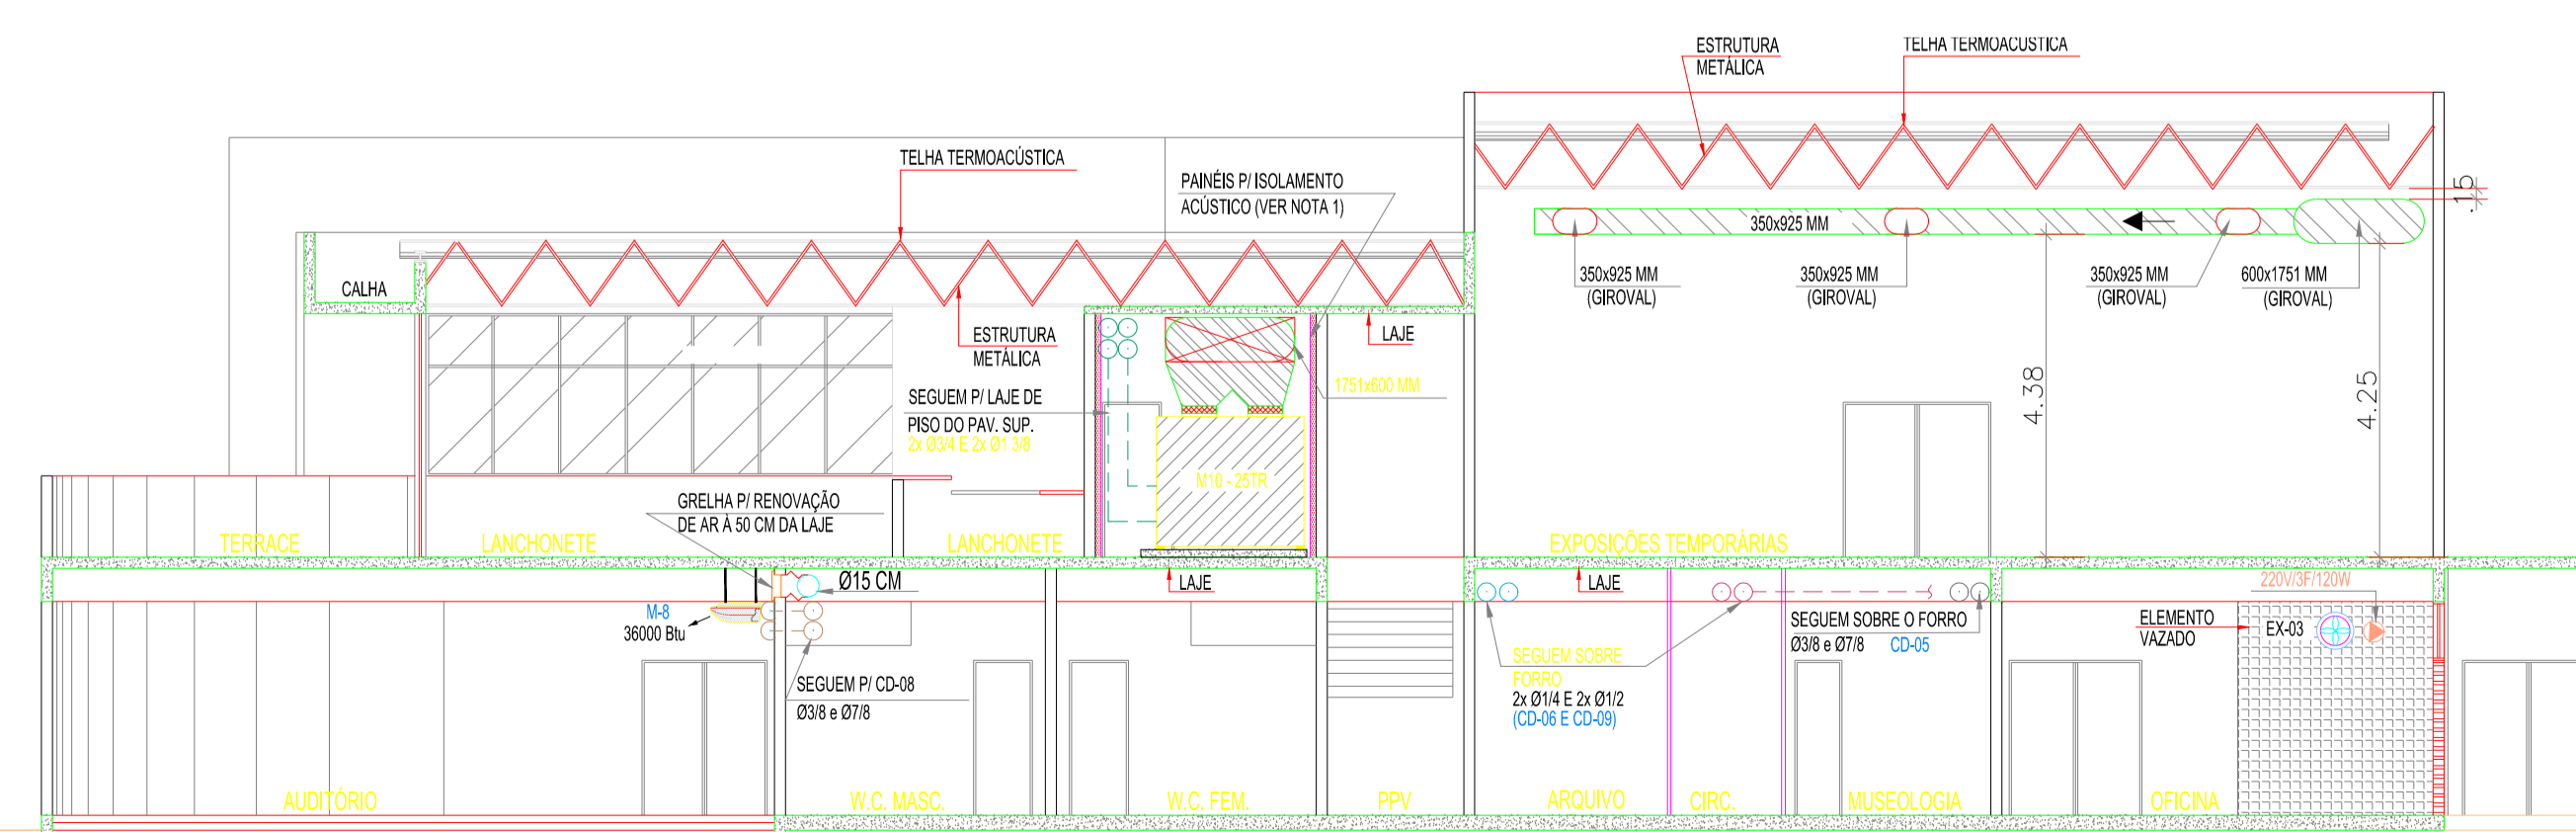 ESTRUTURA
METÁLICA
TELHA TERMOACUSTICA
TELHA TERMOACÚSTICA
PAINÉIS P/ ISOLAMENTO
ACÚSTICO (VER NOTA 1)
.15
350x925 MM
350x925 MM
(GIROVAL)
350x925 MM
(GIROVAL)
350x925 MM
(GIROVAL)
600x1751 MM
(GIROVAL)
CALHA
ESTRUTURA
METÁLICA
LAJE
1751x600 MM
SEGUEM P/ LAJE DE
PISO DO PAV. SUP.
2x Ø3/4 E 2x Ø1 3/8
4.38
4.25
M10 - 25TR
GRELHA P/ RENOVAÇÃO
DE AR À 50 CM DA LAJE
TERRACE
LANCHONETE
LANCHONETE
EXPOSIÇÕES TEMPORÁRIAS
Ø15 CM
LAJE
LAJE
220V/3F/120W
M-8
36000 Btu
SEGUEM SOBRE O FORRO
Ø3/8 e Ø7/8
CD-05
ELEMENTO
VAZADO
EX-03
SEGUEM P/ CD-08
Ø3/8 e Ø7/8
SEGUEM SOBRE
FORRO
2x Ø1/4 E 2x Ø1/2
(CD-06 E CD-09)
AUDITÓRIO
W.C. MASC.
W.C. FEM.
PPV
ARQUIVO
CIRC.
MUSEOLOGIA
OFICINA